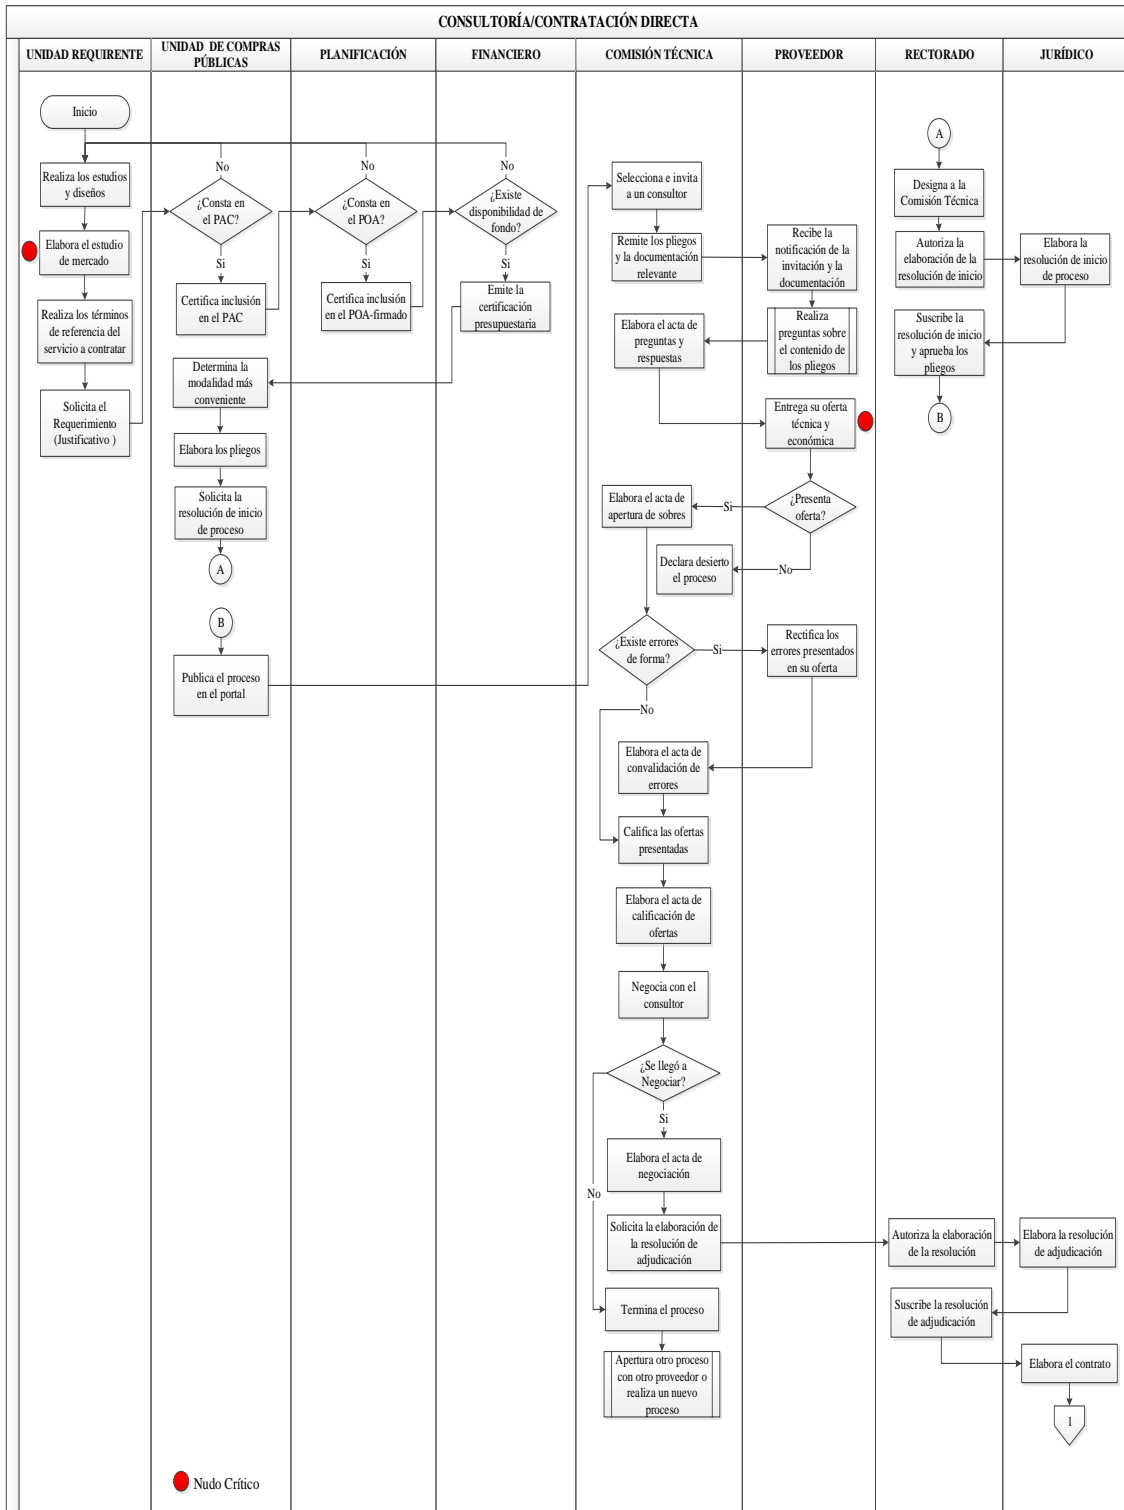 CONSULTORÍA/CONTRATACIÓN DIRECTA
UNIDAD REQUIRENTE
UNIDAD DE COMPRAS
PÚBLICAS
PLANIFICACIÓN
FINANCIERO
COMISIÓN TÉCNICA
PROVEEDOR
RECTORADO
JURÍDICO
Inicio
Realiza los estudios
y diseños
Elabora el estudio
de mercado
Realiza los términos
de referencia del
servicio a contratar
Solicita el
Requerimiento
(Justificativo )
No
¿Consta en
el PAC?
Si
Certifica inclusión
en el PAC
Determina la
modalidad más
conveniente
Elabora los pliegos
Solicita la
resolución de inicio
de proceso
A
B
Publica el proceso
en el portal
No
¿Consta en
el POA?
Si
Certifica inclusión
en el POA-firmado
No
¿Existe
disponibilidad de
fondo?
Si
Emite la
certificación
presupuestaria
Selecciona e invita
a un consultor
Remite los pliegos
y la documentación
relevante
Elabora el acta de
preguntas y
respuestas
Elabora el acta de
apertura de sobres
Si
Declara desierto
el proceso
No
¿Existe errores
de forma?
Si
No
Elabora el acta de
convalidación de
errores
Califica las ofertas
presentadas
Elabora el acta de
calificación de
ofertas
Negocia con el
consultor
¿Se llegó a
Negociar?
Si
No
Elabora el acta de
negociación
Solicita la elaboración de
la resolución de
adjudicación
Termina el proceso
Apertura otro proceso
con otro proveedor o
realiza un nuevo
proceso
Recibe la
notificación de la
invitación y la
documentación
Realiza
preguntas sobre
el contenido de
los pliegos
Entrega su oferta
técnica y
económica
¿Presenta
oferta?
Rectifica los
errores presentados
en su oferta
A
Designa a la
Comisión Técnica
Autoriza la
elaboración de la
resolución de inicio
Suscribe la
resolución de inicio
y aprueba los
pliegos
B
Autoriza la elaboración
de la resolución
Suscribe la resolución
de adjudicación
Elabora la
resolución de inicio
de proceso
Elabora la resolución
de adjudicación
Elabora el contrato
1
Nudo Crítico